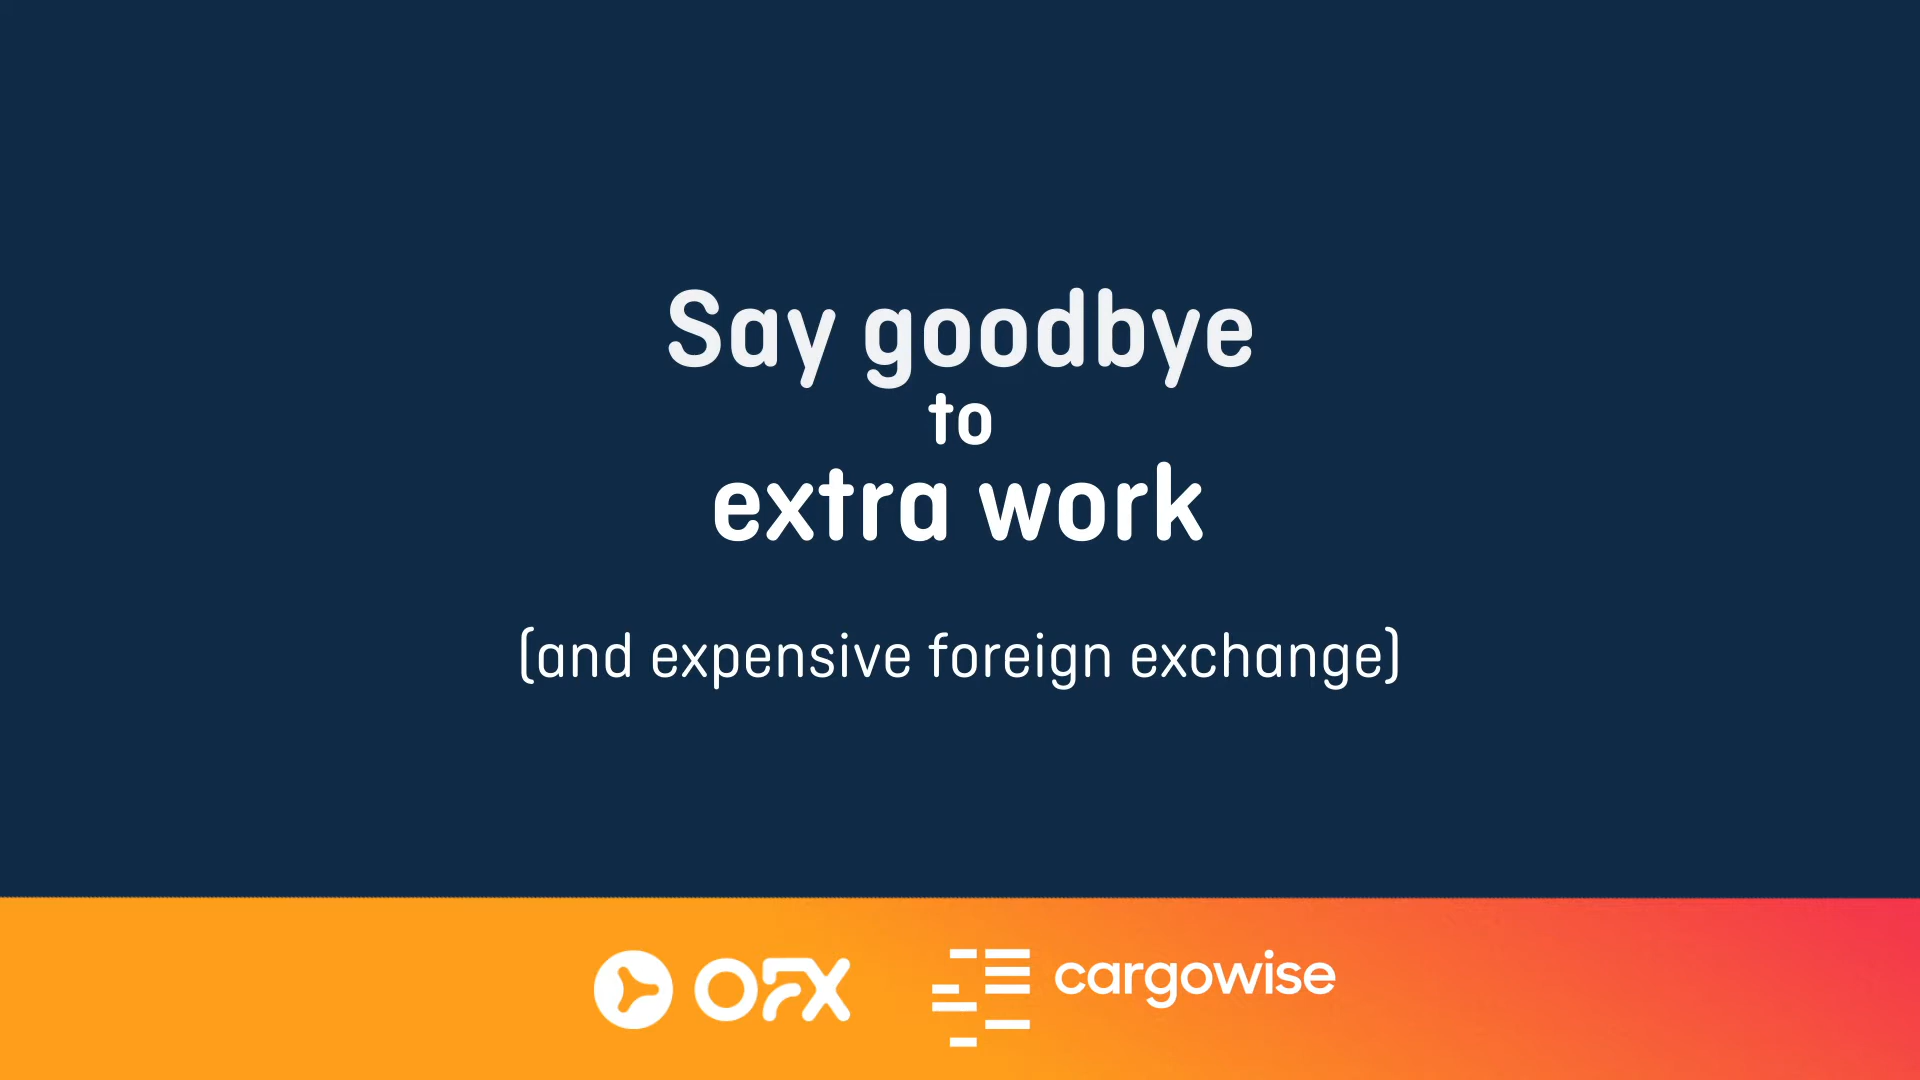 Say goodbye
to
extra work
(and expensive foreign exchange)
OFX
cargowise